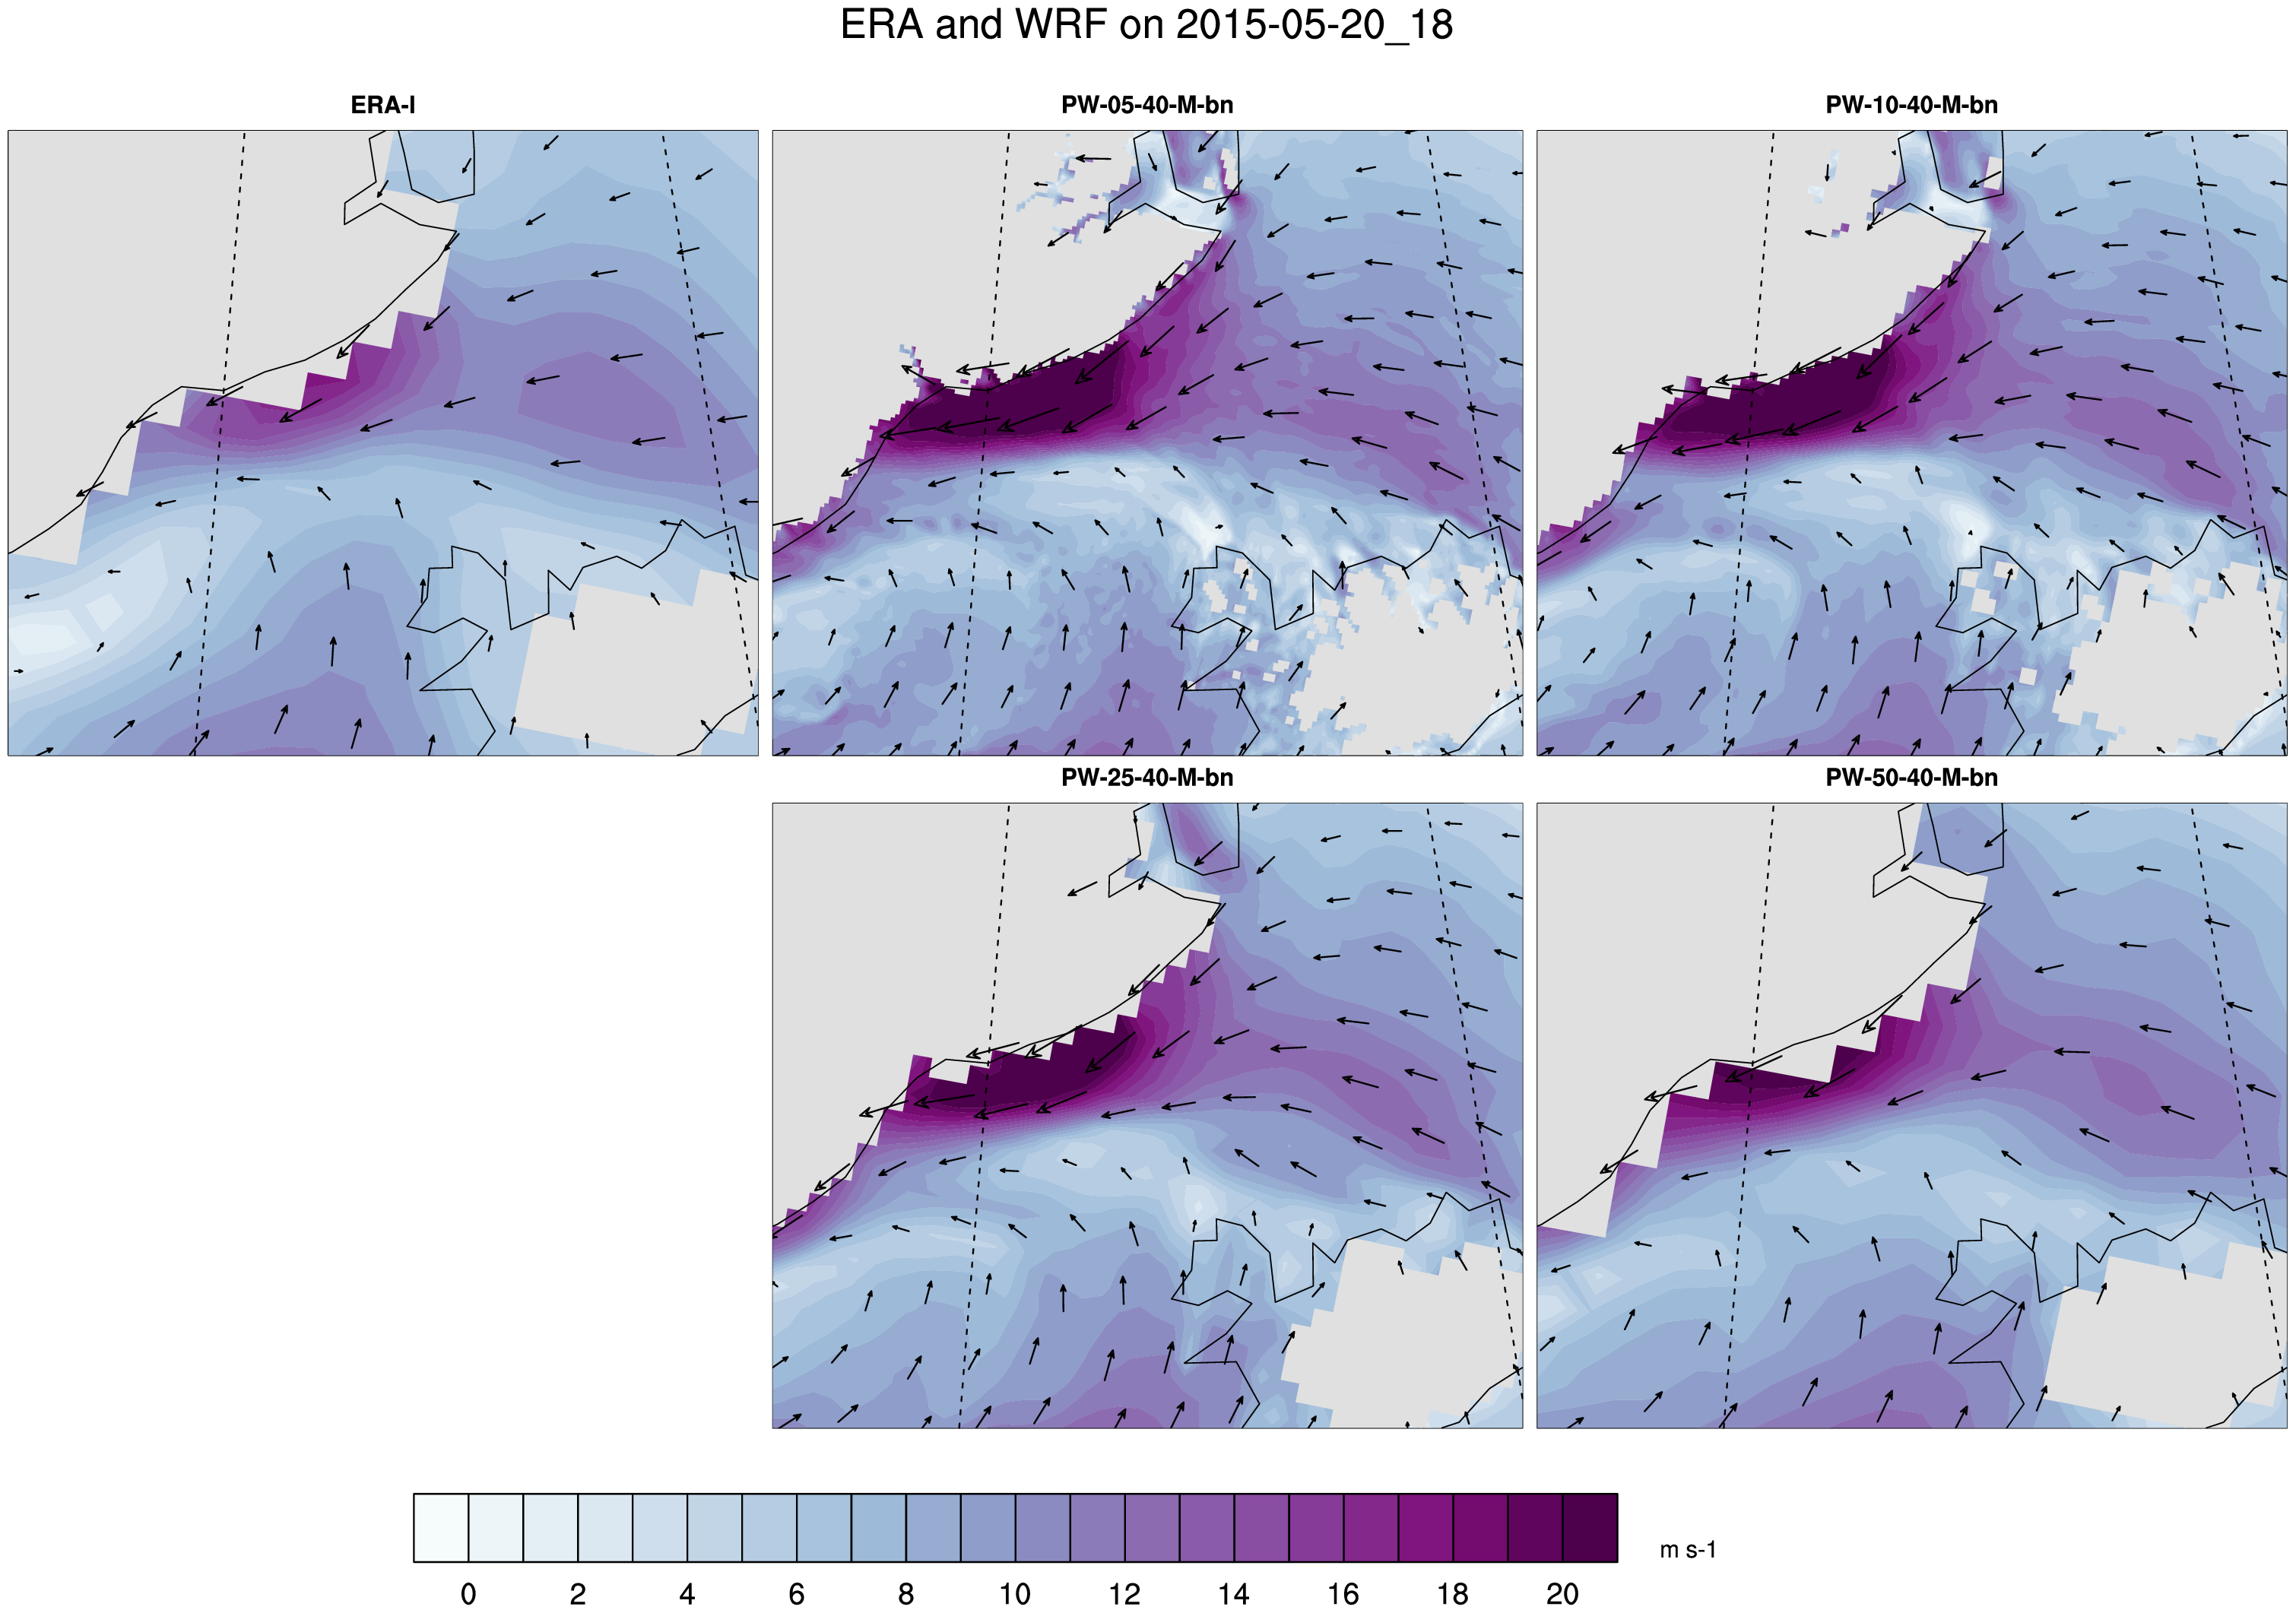 ERA and WRF on 2015-05-20_18
ERA-I
PW-05-40-M-bn
PW-10-40-M-bn
PW-25-40-M-bn
PW-50-40-M-bn
m s-1
0 2 4 6 8 10 12 14 16 18 20